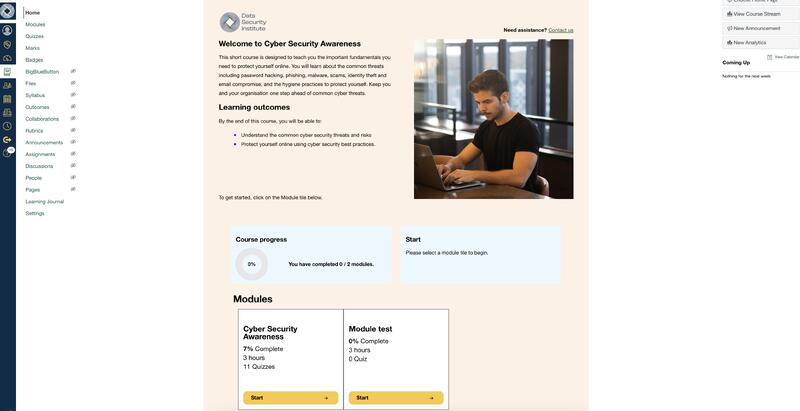 Home
Modules
Quizzes
Marks
Badges
BigBlueButton
Files
Syllabus
Outcomes
Collaborations
Rubrics
Announcements
Assignments
Discussions
People
Pages
Learning Journal
Settings
Data
Security
Institute
Need assistance? Contact us
Welcome to Cyber Security Awareness
This short course is designed to teach you the important fundamentals you
need to protect yourself online. You will learn about the common threats
including password hacking, phishing, malware, scams, identity theft and
email compromise, and the hygiene practices to protect yourself. Keep you
and your organisation one step ahead of common cyber threats.
Learning outcomes
By the end of this course, you will be able to:
Understand the common cyber security threats and risks
Protect yourself online using cyber security best practices.
To get started, click on the Module tile below.
Course progress
0%
You have completed 0 / 2 modules.
Start
Please select a module tile to begin.
Modules
Cyber Security
Awareness
7% Complete
3 hours
11 Quizzes
Start →
Module test
0% Complete
3 hours
0 Quiz
Start →
Choose Home Page
View Course Stream
New Announcement
New Analytics
Coming Up
View Calendar
Nothing for the next week